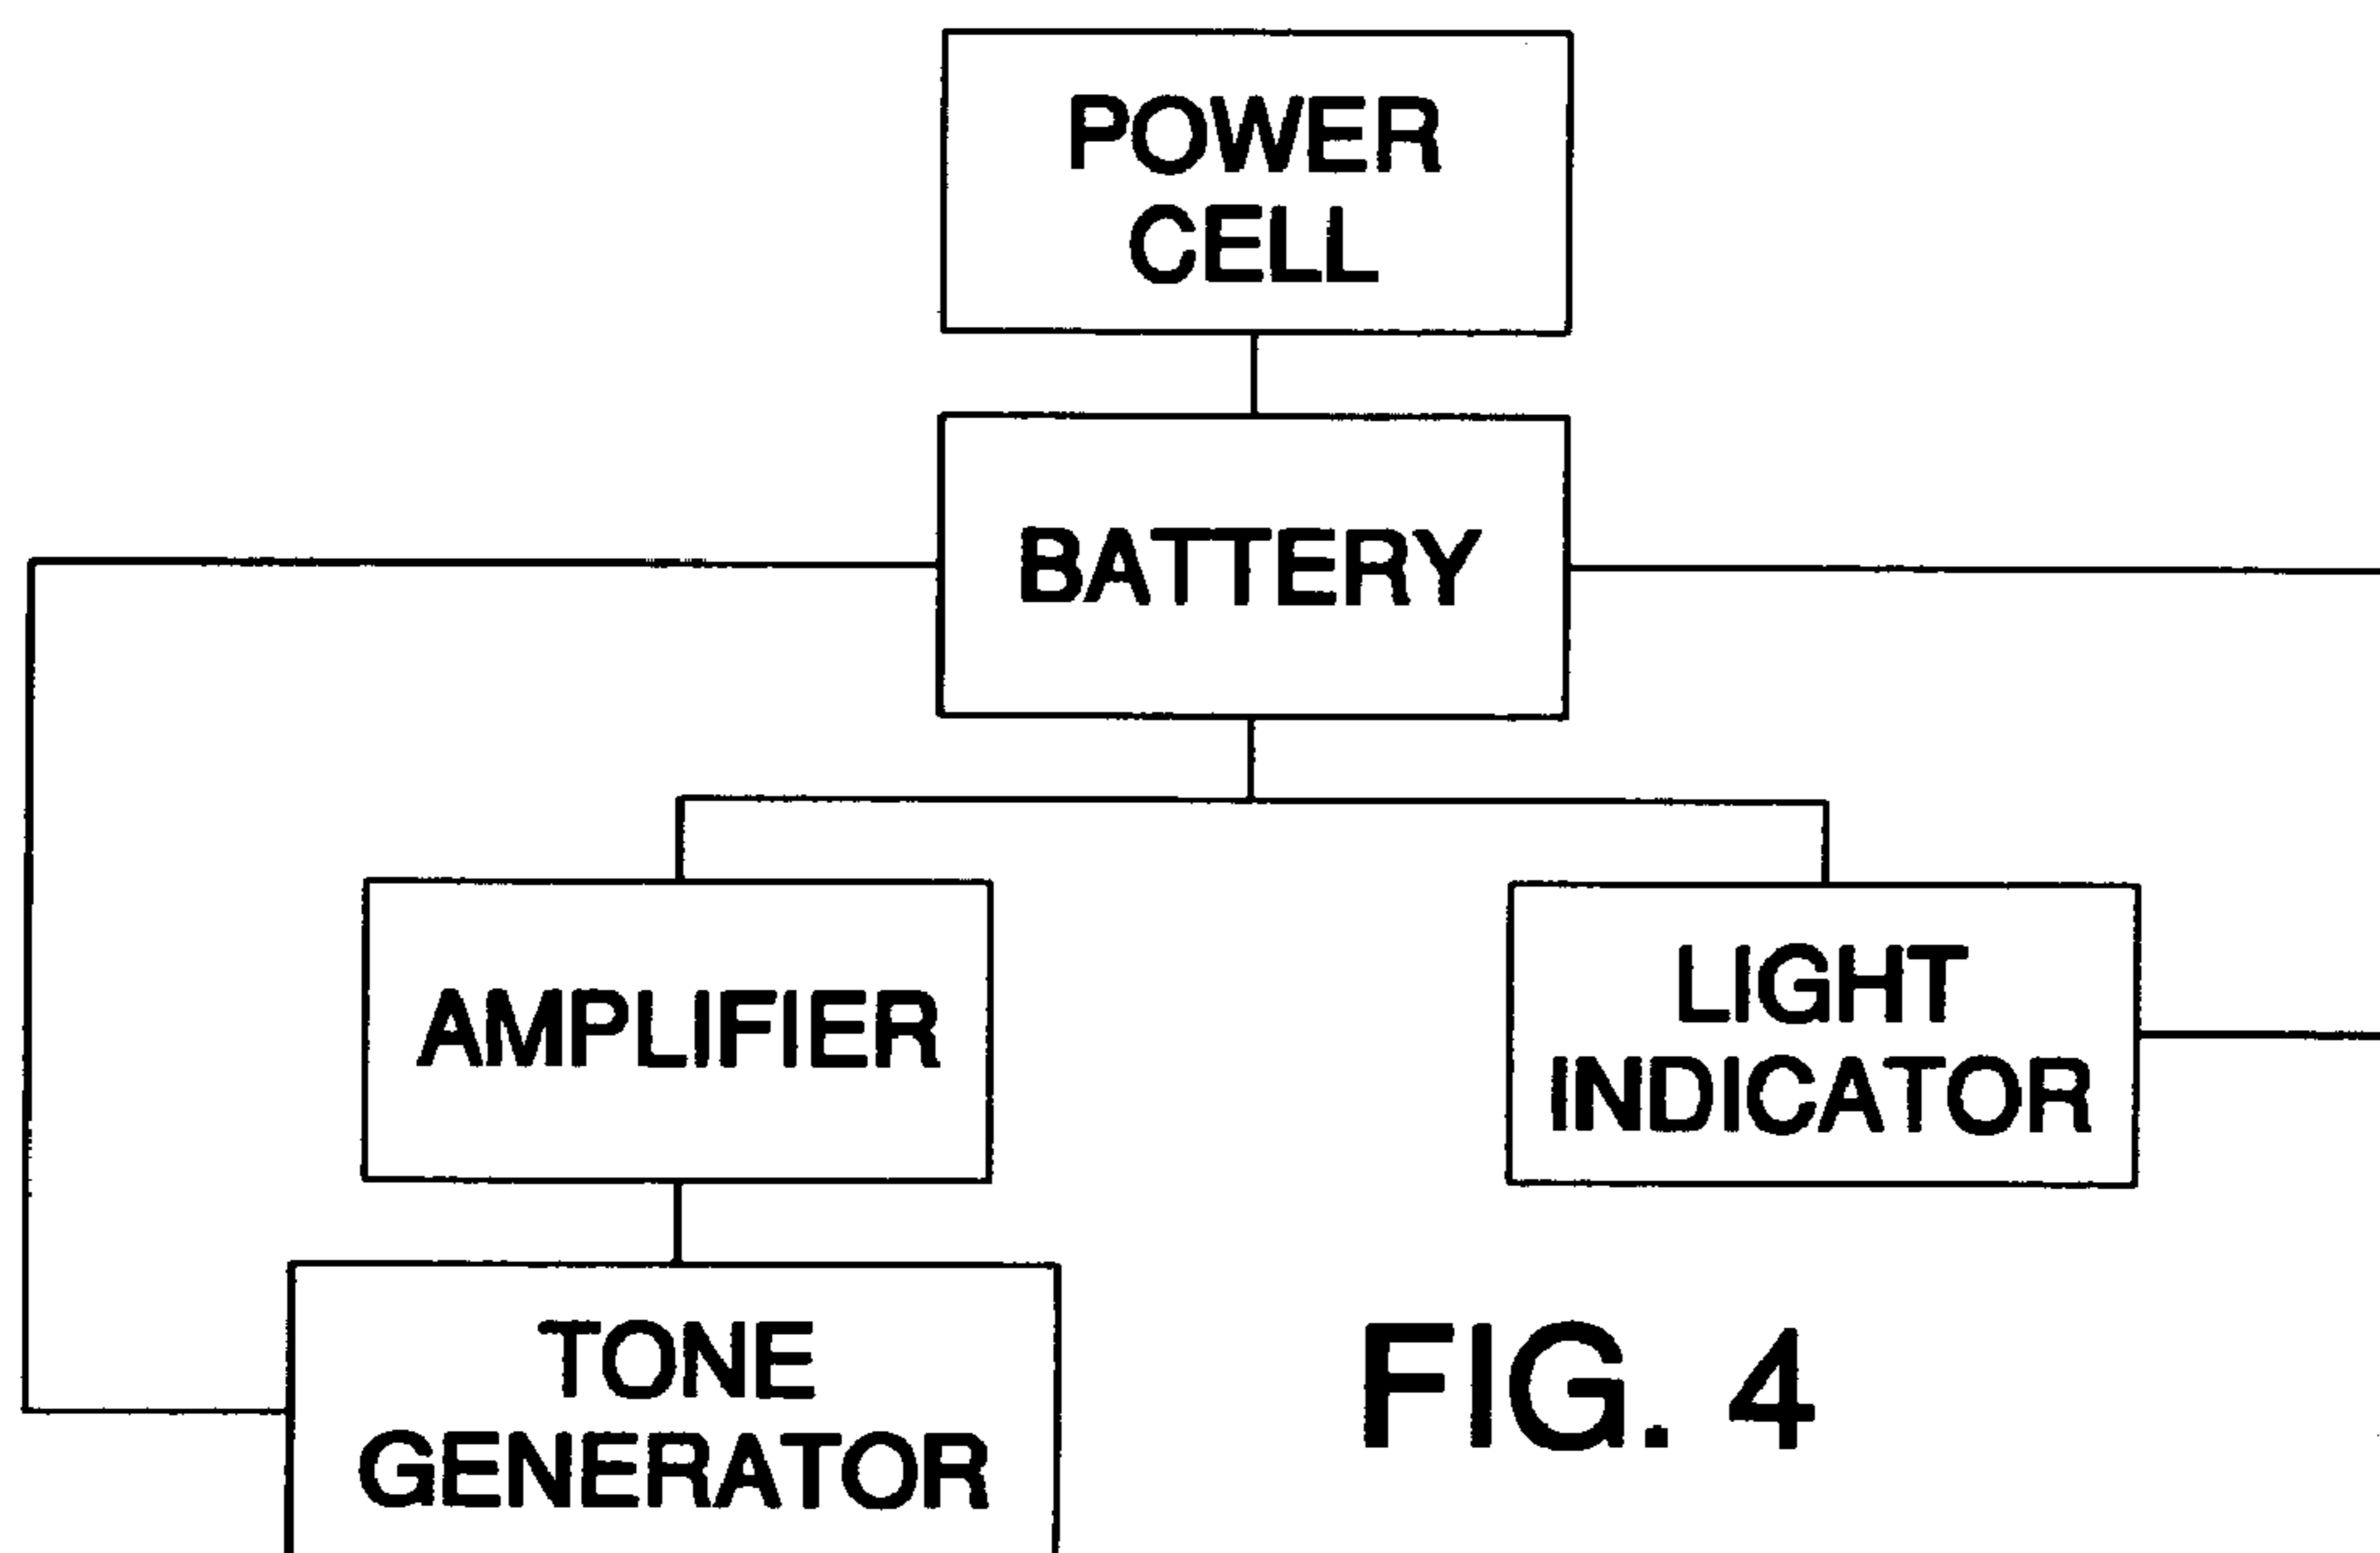 POWER
CELL
BATTERY
AMPLIFIER
LIGHT
INDICATOR
TONE
GENERATOR
FIG. 4